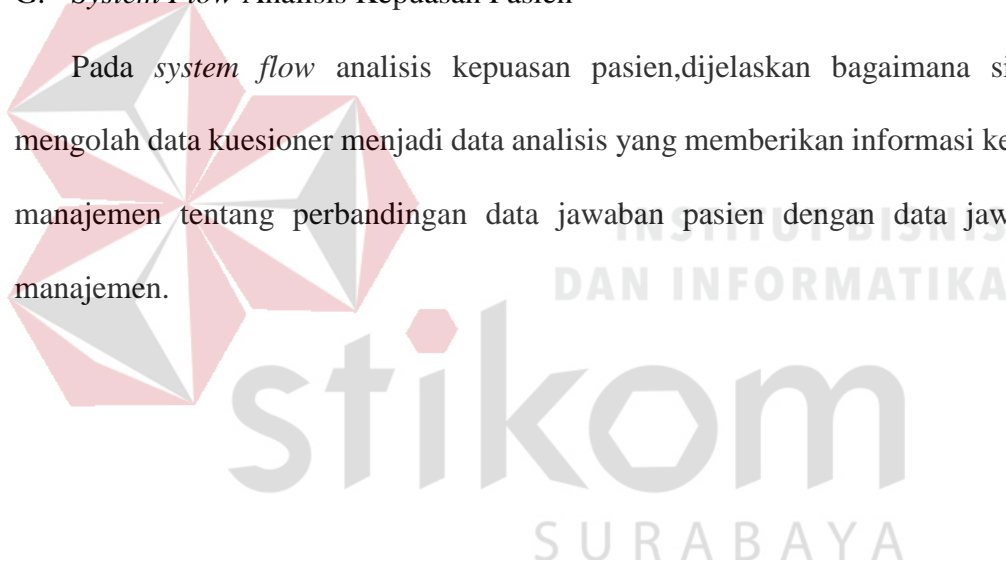 System Flow Analisis Kepuasan Pasien
Pada system flow analisis kepuasan pasien,dijelaskan bagaimana si
mengolah data kuesioner menjadi data analisis yang memberikan informasi ke
manajemen tentang perbandingan data jawaban pasien dengan data jaw
manajemen.
INSTITUT BISNIS
DAN INFORMATIKA
stikom
SURABAYA